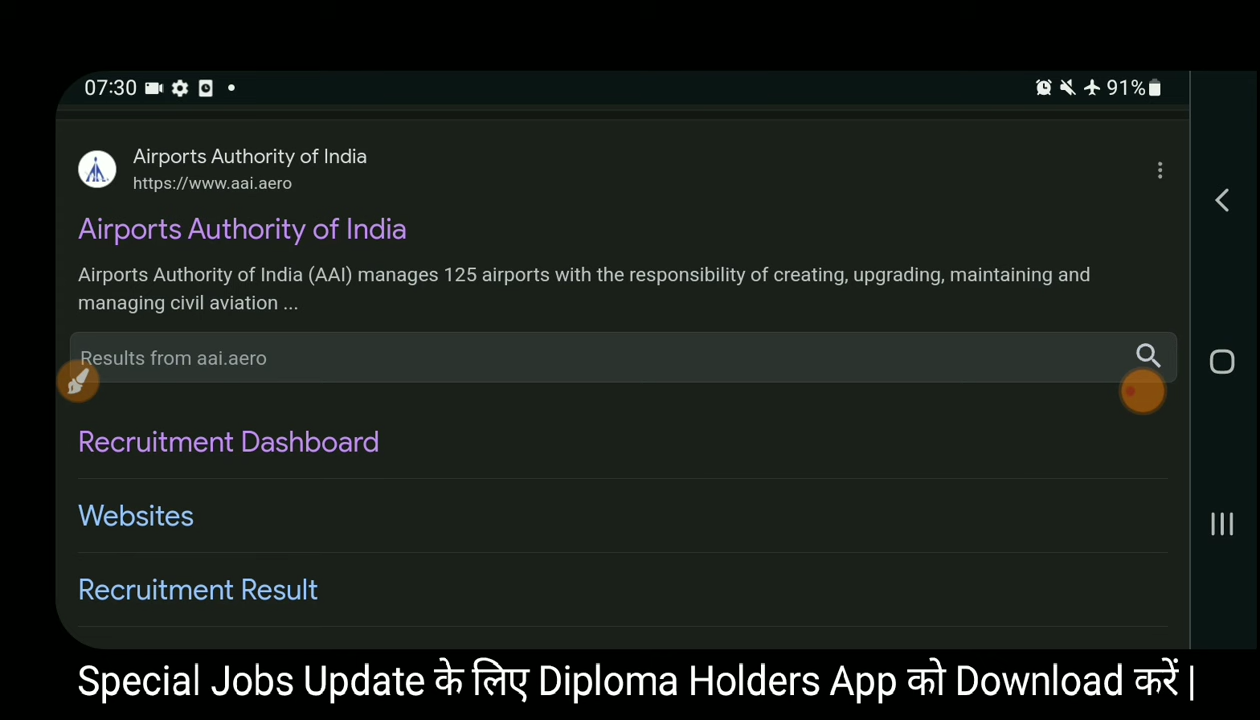 07:30 91%
Airports Authority of India
https://www.aai.aero
Airports Authority of India
Airports Authority of India (AAI) manages 125 airports with the responsibility of creating, upgrading, maintaining and
managing civil aviation ...
Results from aai.aero
Recruitment Dashboard
Websites
Recruitment Result
Special Jobs Update के लिए Diploma Holders App को Download करें |